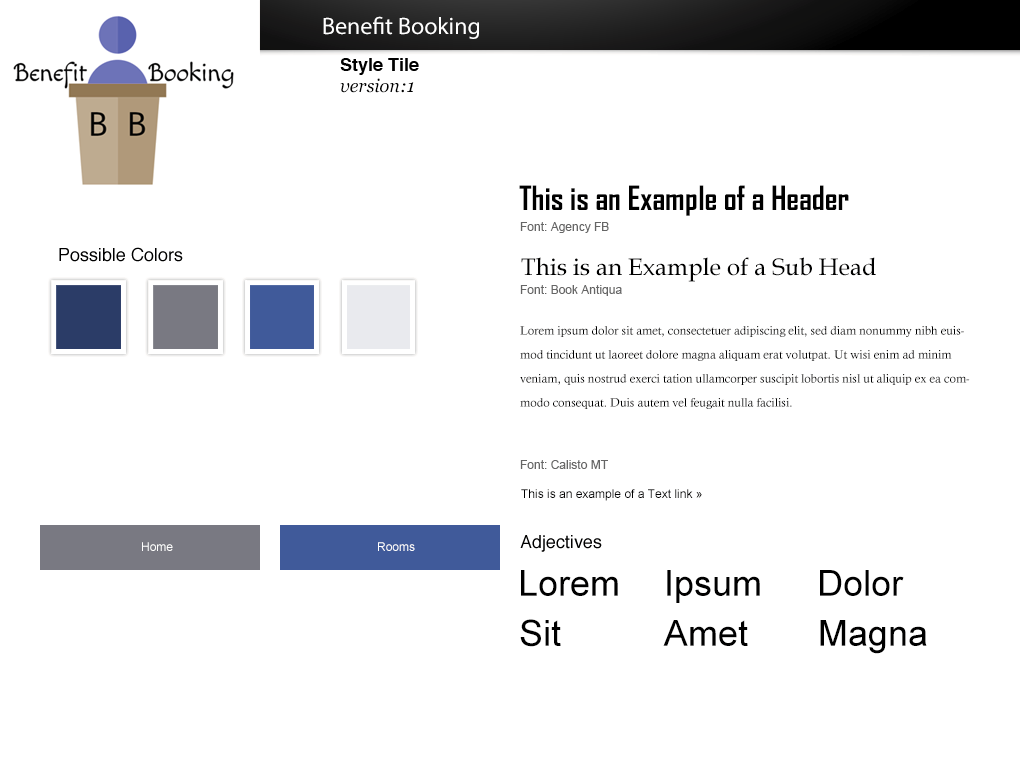 Benefit Booking
Benefit Booking
B B
Style Tile
version:1
Possible Colors
This is an Example of a Header
Font: Agency FB
This is an Example of a Sub Head
Font: Book Antiqua
Lorem ipsum dolor sit amet, consectetuer adipiscing elit, sed diam nonummy nibh euis-
mod tincidunt ut laoreet dolore magna aliquam erat volutpat. Ut wisi enim ad minim
veniam, quis nostrud exerci tation ullamcorper suscipit lobortis nisl ut aliquip ex ea com-
modo consequat. Duis autem vel feugait nulla facilisi.
Font: Calisto MT
This is an example of a Text link »
Home
Rooms
Adjectives
Lorem Ipsum Dolor
Sit Amet Magna